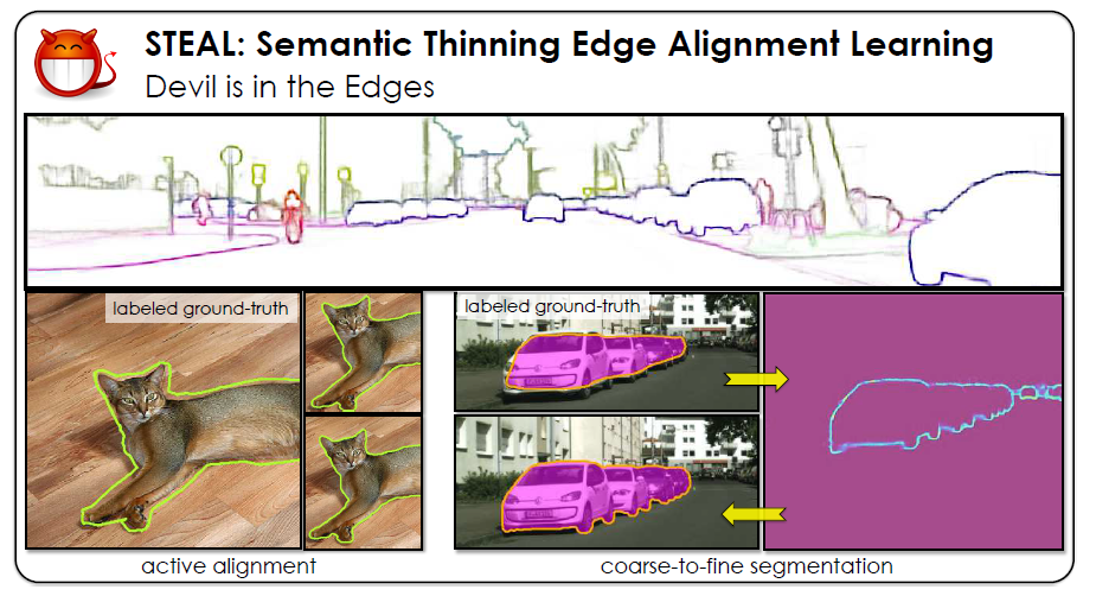 STEAL: Semantic Thinning Edge Alignment Learning
Devil is in the Edges
labeled ground-truth
labeled ground-truth
active alignment
coarse-to-fine segmentation